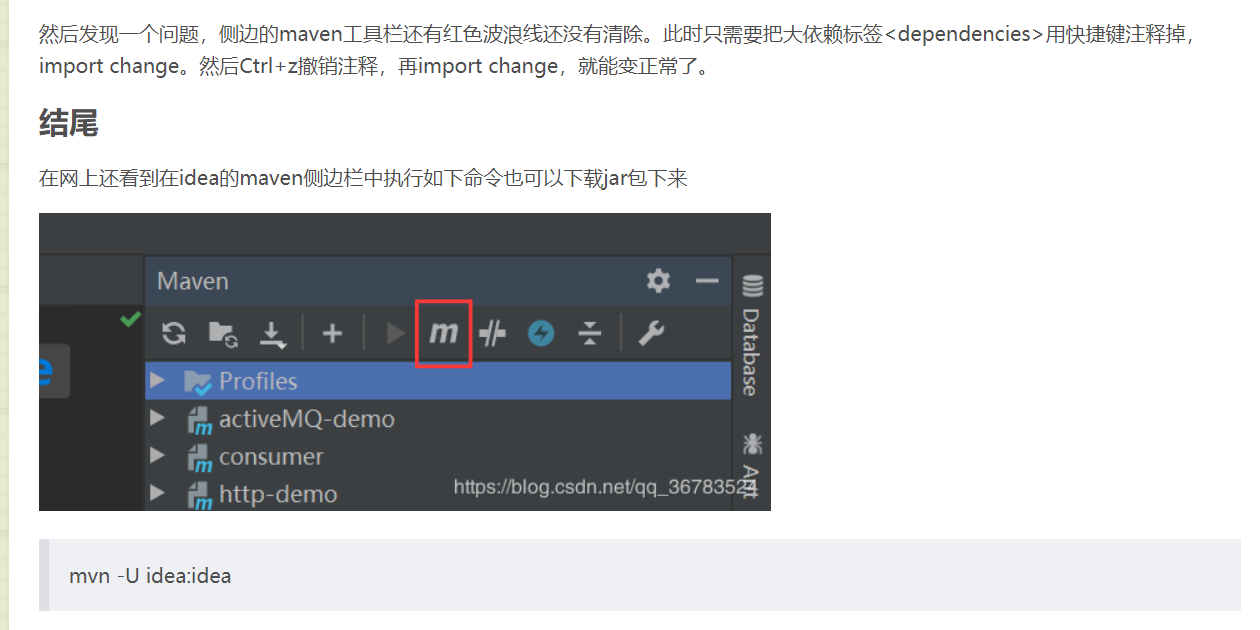 然后发现一个问题，侧边的maven工具栏还有红色波浪线还没有清除。此时只需要把大依赖标签<dependencies>用快捷键注释掉，
import change。然后Ctrl+z撤销注释，再import change，就能变正常了。
结尾
在网上还看到在idea的maven侧边栏中执行如下命令也可以下载jar包下来
Maven
m
Profiles
activeMQ-demo
consumer
http-demo
Database
Ant
https://blog.csdn.net/qq_36783524
mvn -U idea:idea